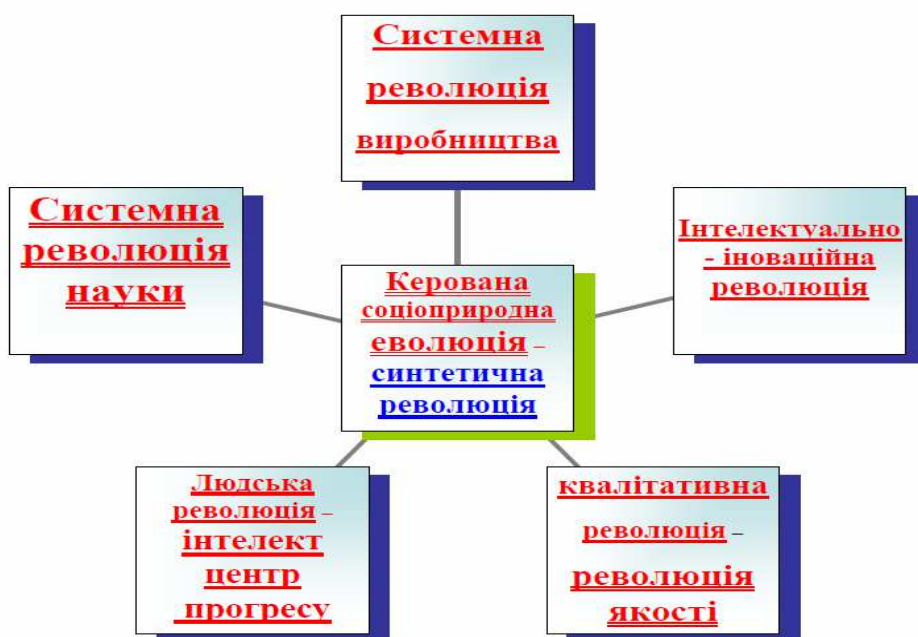 Системна
революція
виробництва
Системна
революція
науки
Інтелектуально
- іноваційна
революція
Керована
соціоприродна
еволюція –
синтетична
революція
Людська
революція –
інтелект
центр
прогресу
квалітативна
революція –
революція
якості